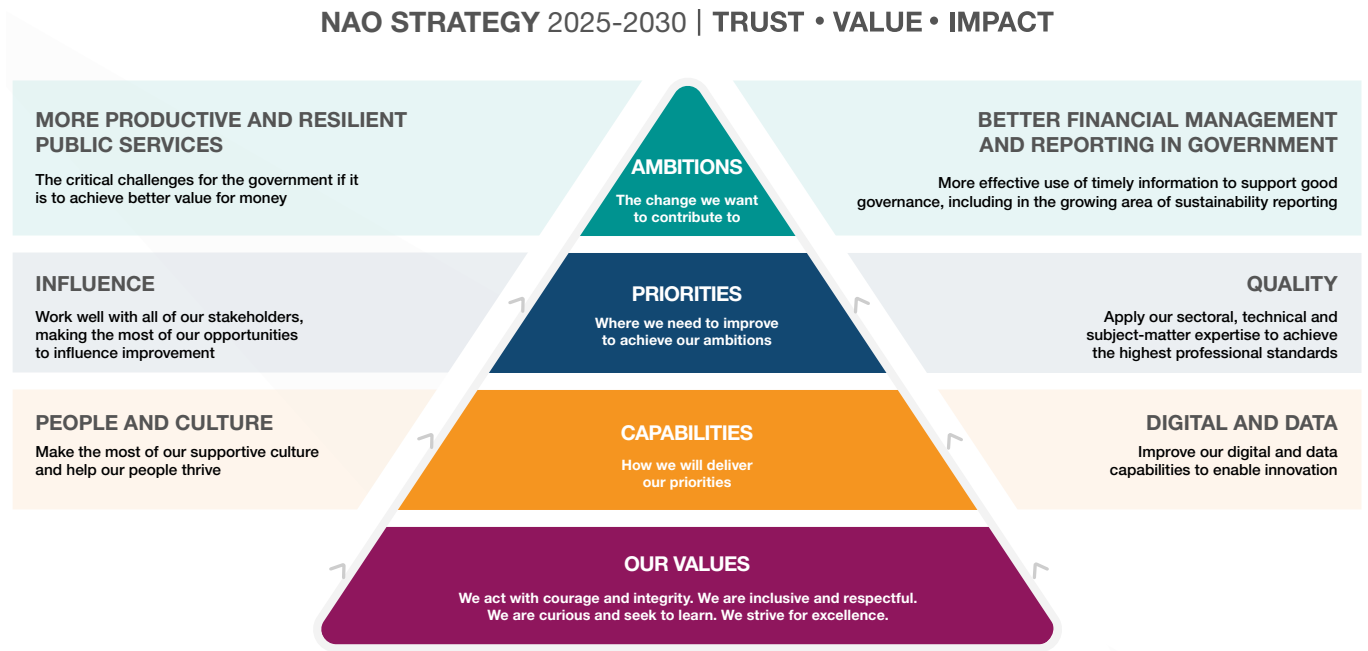 NAO STRATEGY 2025-2030 | TRUST • VALUE • IMPACT
MORE PRODUCTIVE AND RESILIENT
PUBLIC SERVICES
The critical challenges for the government if it
is to achieve better value for money
AMBITIONS
The change we want
to contribute to
BETTER FINANCIAL MANAGEMENT
AND REPORTING IN GOVERNMENT
More effective use of timely information to support good
governance, including in the growing area of sustainability reporting
INFLUENCE
Work well with all of our stakeholders,
making the most of our opportunities
to influence improvement
PRIORITIES
Where we need to improve
to achieve our ambitions
QUALITY
Apply our sectoral, technical and
subject-matter expertise to achieve
the highest professional standards
PEOPLE AND CULTURE
Make the most of our supportive culture
and help our people thrive
CAPABILITIES
How we will deliver
our priorities
DIGITAL AND DATA
Improve our digital and data
capabilities to enable innovation
OUR VALUES
We act with courage and integrity. We are inclusive and respectful.
We are curious and seek to learn. We strive for excellence.